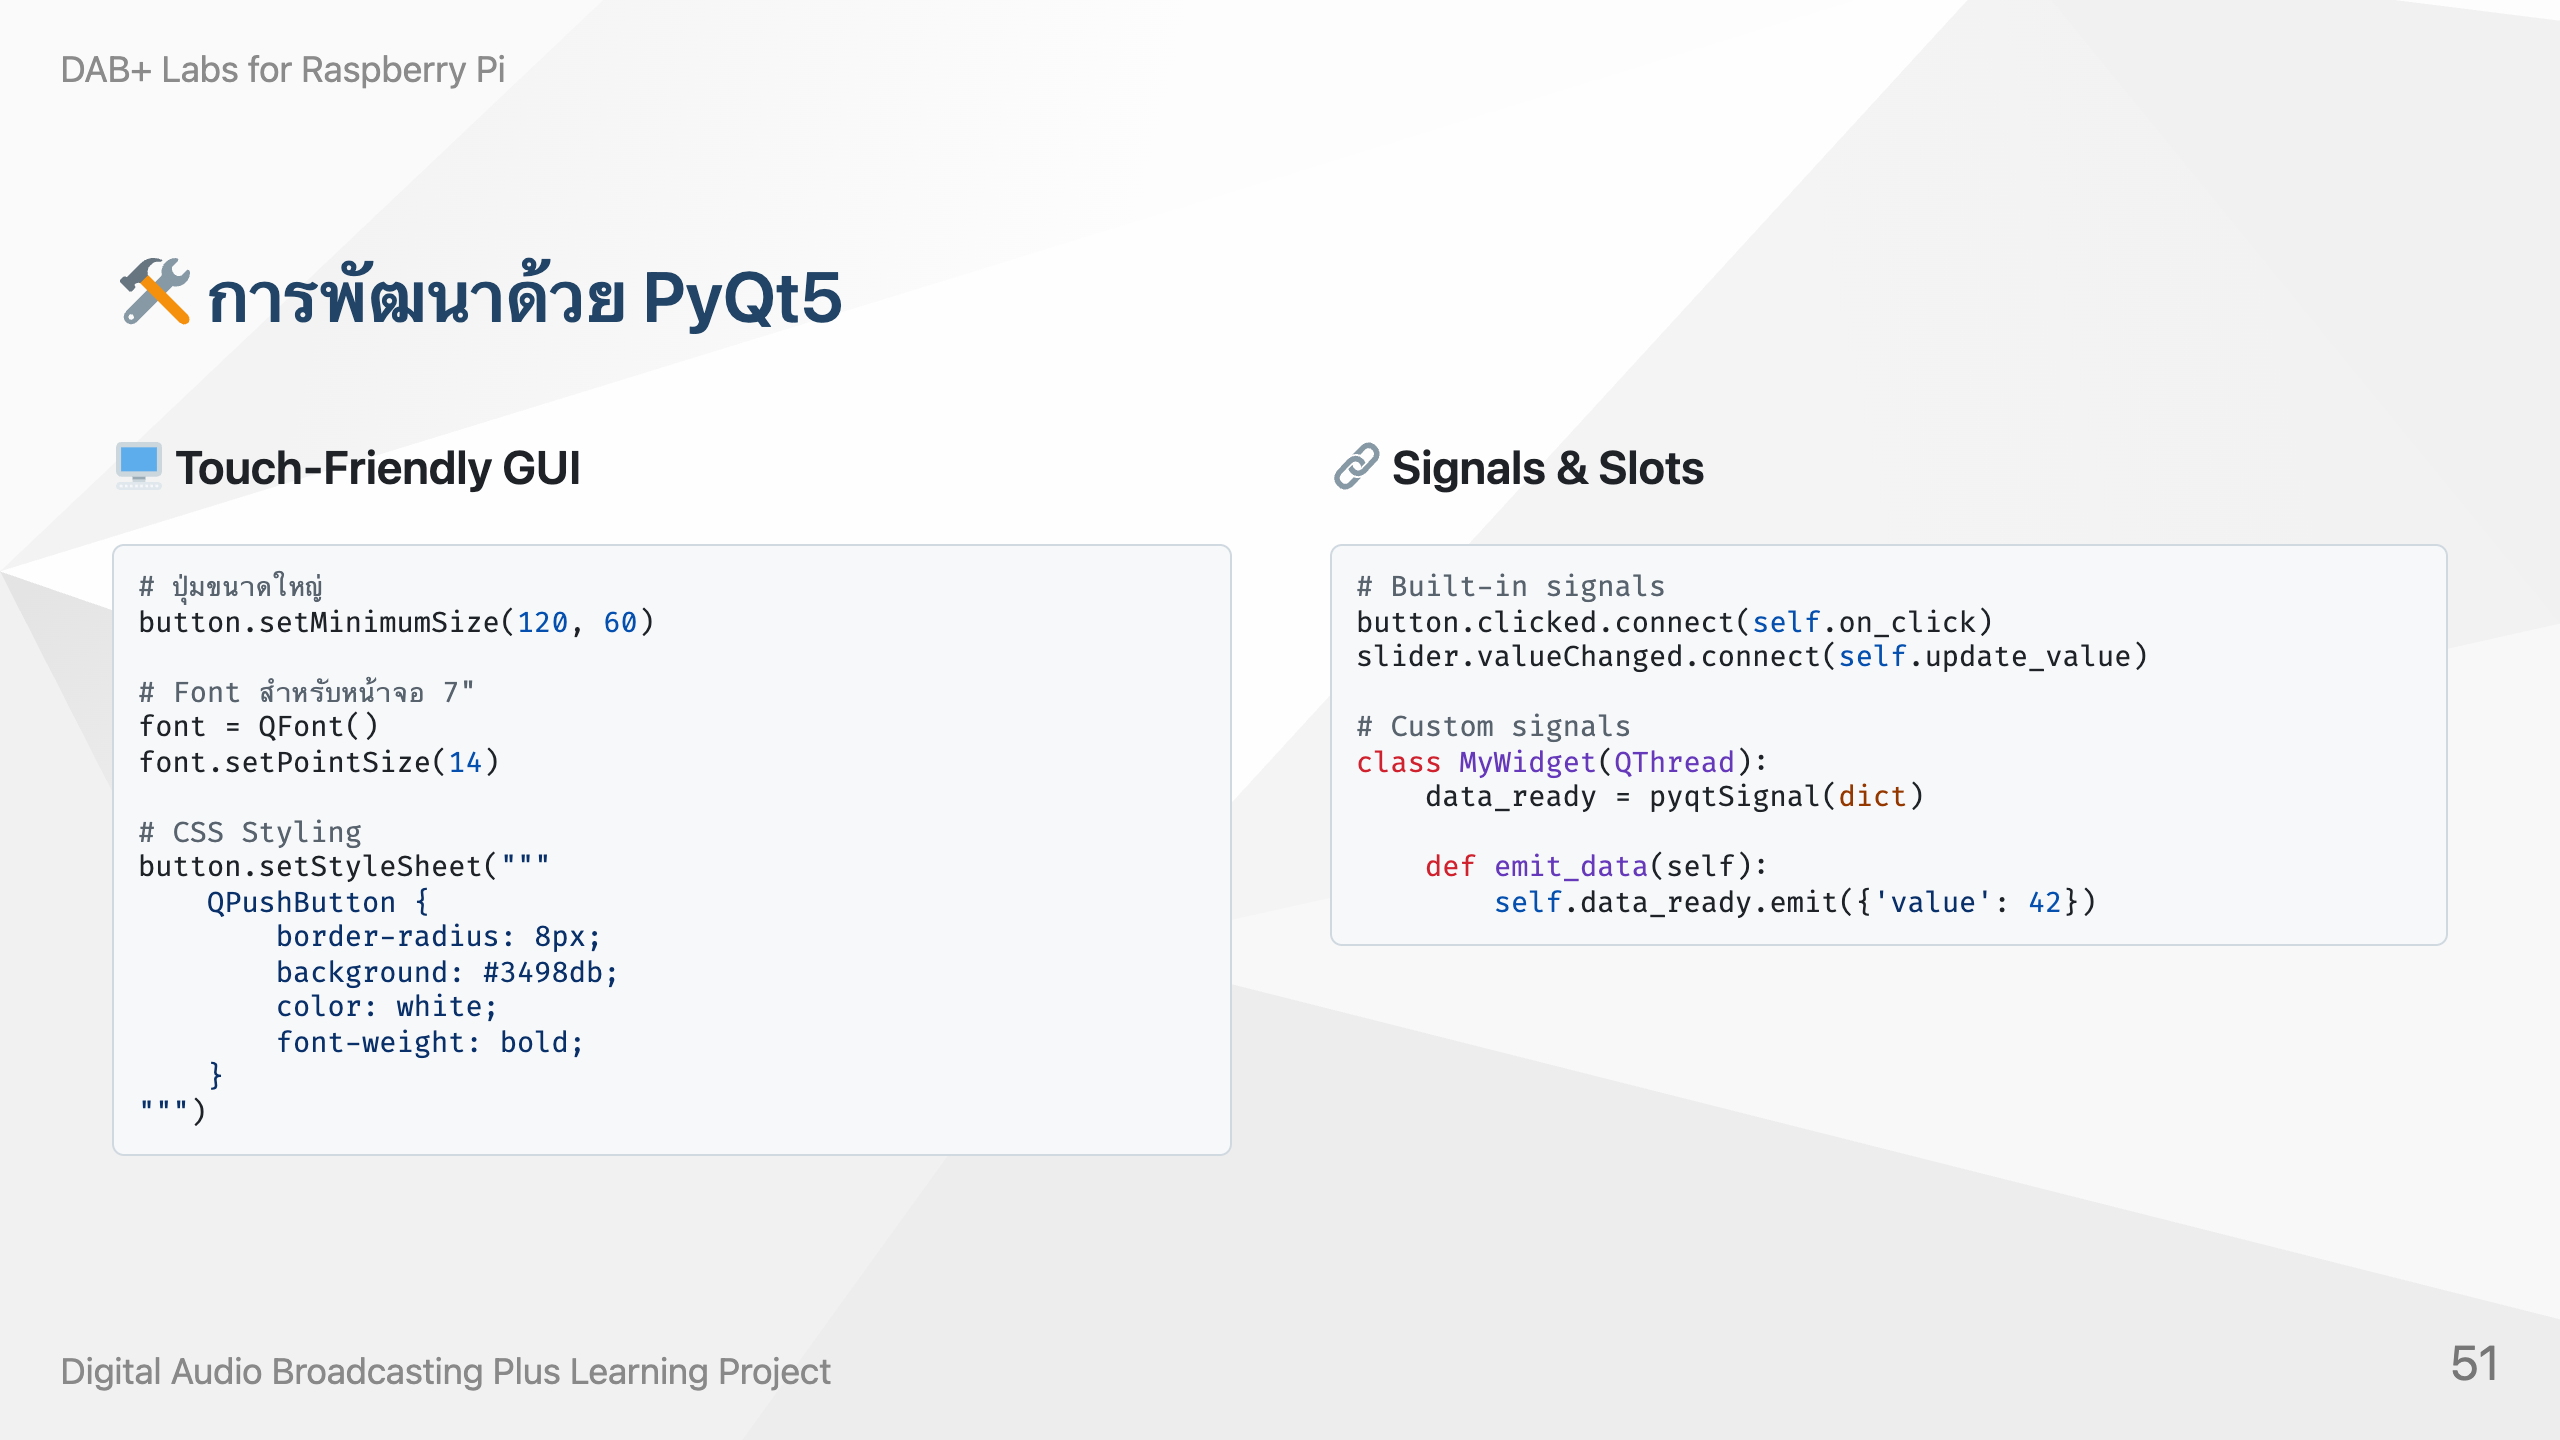 DAB+ Labs for Raspberry Pi
🛠️ การพัฒนาด้วย PyQt5
🖥️ Touch-Friendly GUI
# ปุ่มขนาดใหญ่
button.setMinimumSize(120, 60)

# Font สำหรับหน้าจอ 7"
font = QFont()
font.setPointSize(14)

# CSS Styling
button.setStyleSheet("""
    QPushButton {
        border-radius: 8px;
        background: #3498db;
        color: white;
        font-weight: bold;
    }
""")
🔗 Signals & Slots
# Built-in signals
button.clicked.connect(self.on_click)
slider.valueChanged.connect(self.update_value)

# Custom signals
class MyWidget(QThread):
    data_ready = pyqtSignal(dict)

    def emit_data(self):
        self.data_ready.emit({'value': 42})
Digital Audio Broadcasting Plus Learning Project
51